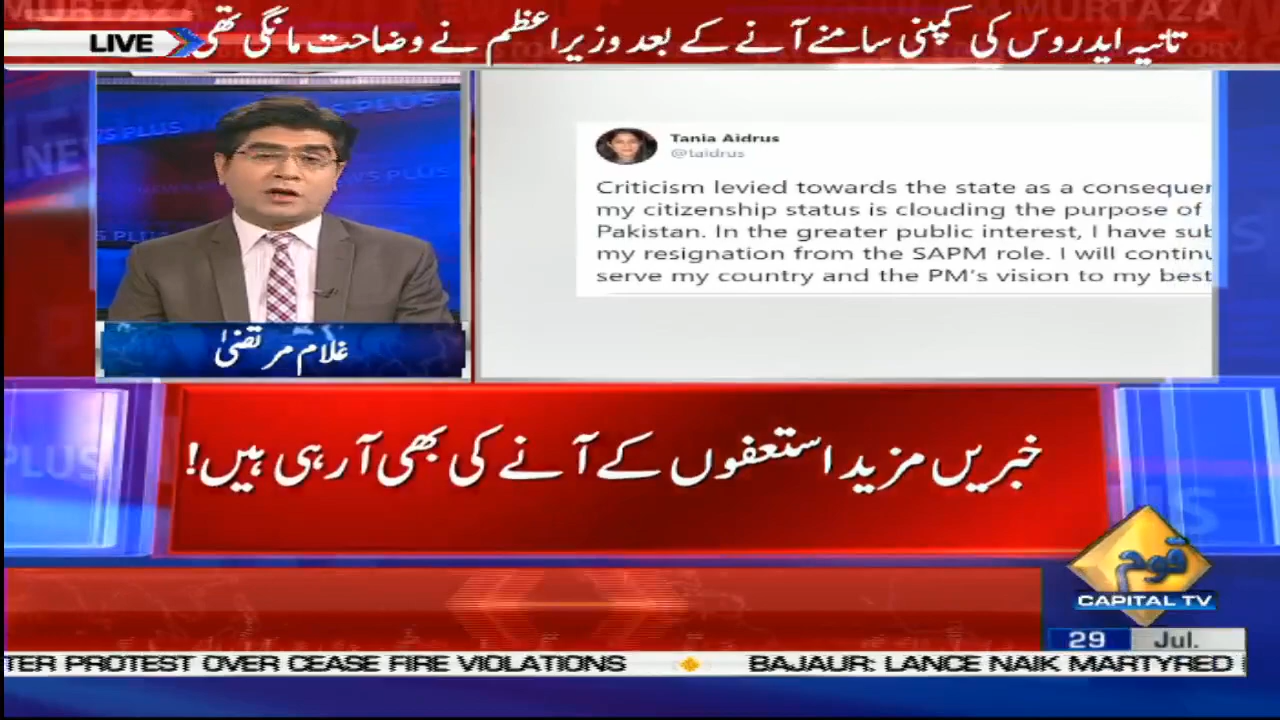 LIVE
تانیہ ایدروس کی کمپنی سامنے آنے کے بعد وزیراعظم نے وضاحت مانگی تھی
Tania Aidrus
@taidrus
Criticism levied towards the state as a consequen
my citizenship status is clouding the purpose of
Pakistan. In the greater public interest, I have sub
my resignation from the SAPM role. I will continu
serve my country and the PM's vision to my best
غلام مرتضیٰ
خبریں مزید استعفوں کے آنے کی بھی آ رہی ہیں!
قوم
CAPITAL TV
29 Jul.
TER PROTEST OVER CEASE FIRE VIOLATIONS BAJAUR: LANCE NAIK MARTYRED